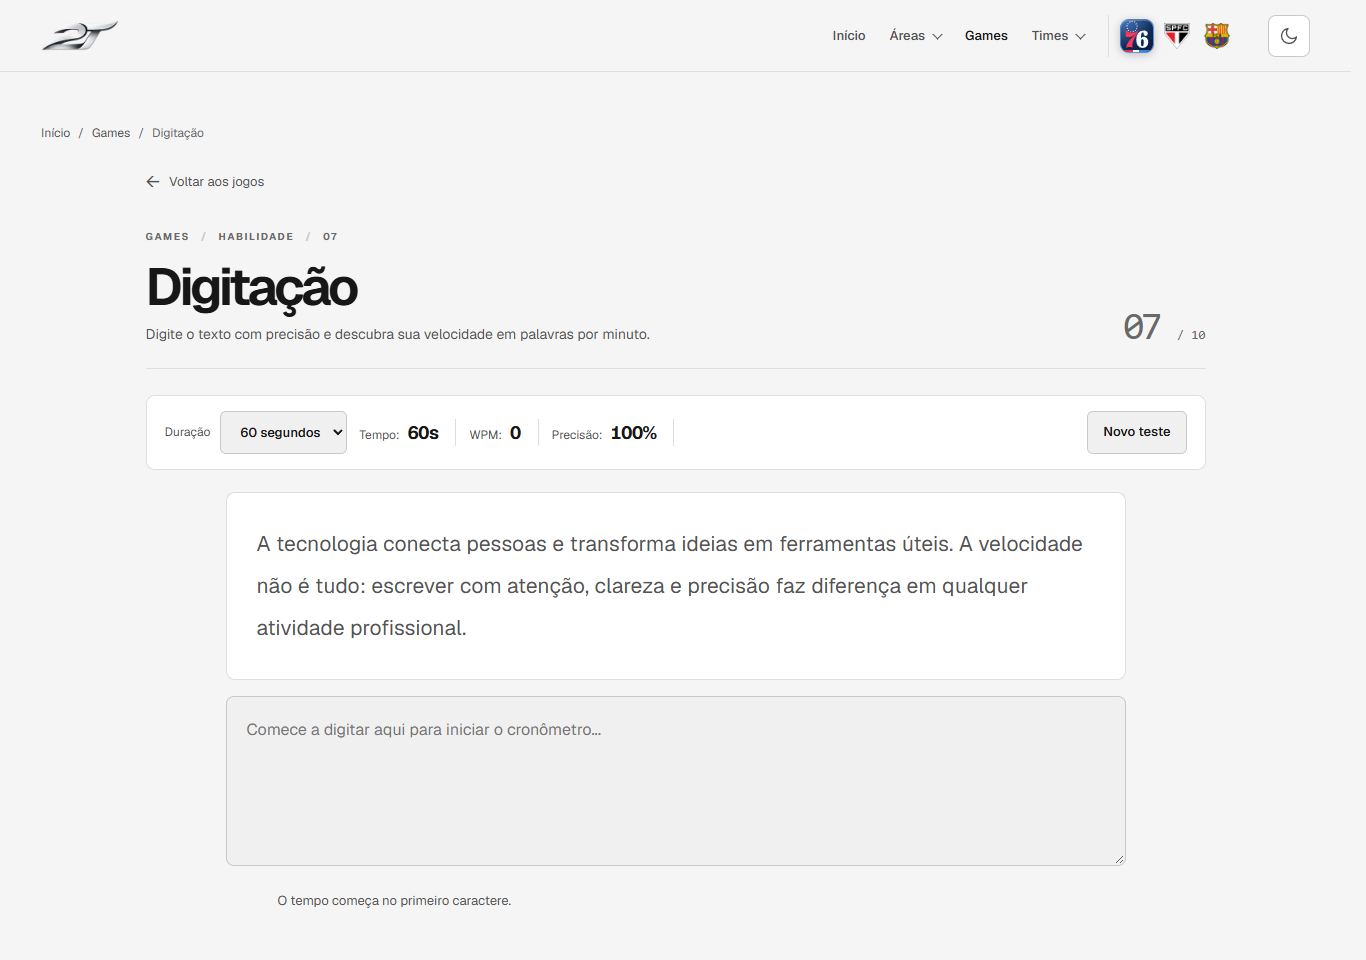 2T
Início
Áreas
Games
Times
76
SPFC
Início / Games / Digitação
← Voltar aos jogos
GAMES / HABILIDADE / 07
Digitação
Digite o texto com precisão e descubra sua velocidade em palavras por minuto.
07 / 10
Duração 60 segundos Tempo: 60s WPM: 0 Precisão: 100% Novo teste
A tecnologia conecta pessoas e transforma ideias em ferramentas úteis. A velocidade
não é tudo: escrever com atenção, clareza e precisão faz diferença em qualquer
atividade profissional.
Comece a digitar aqui para iniciar o cronômetro...
O tempo começa no primeiro caractere.